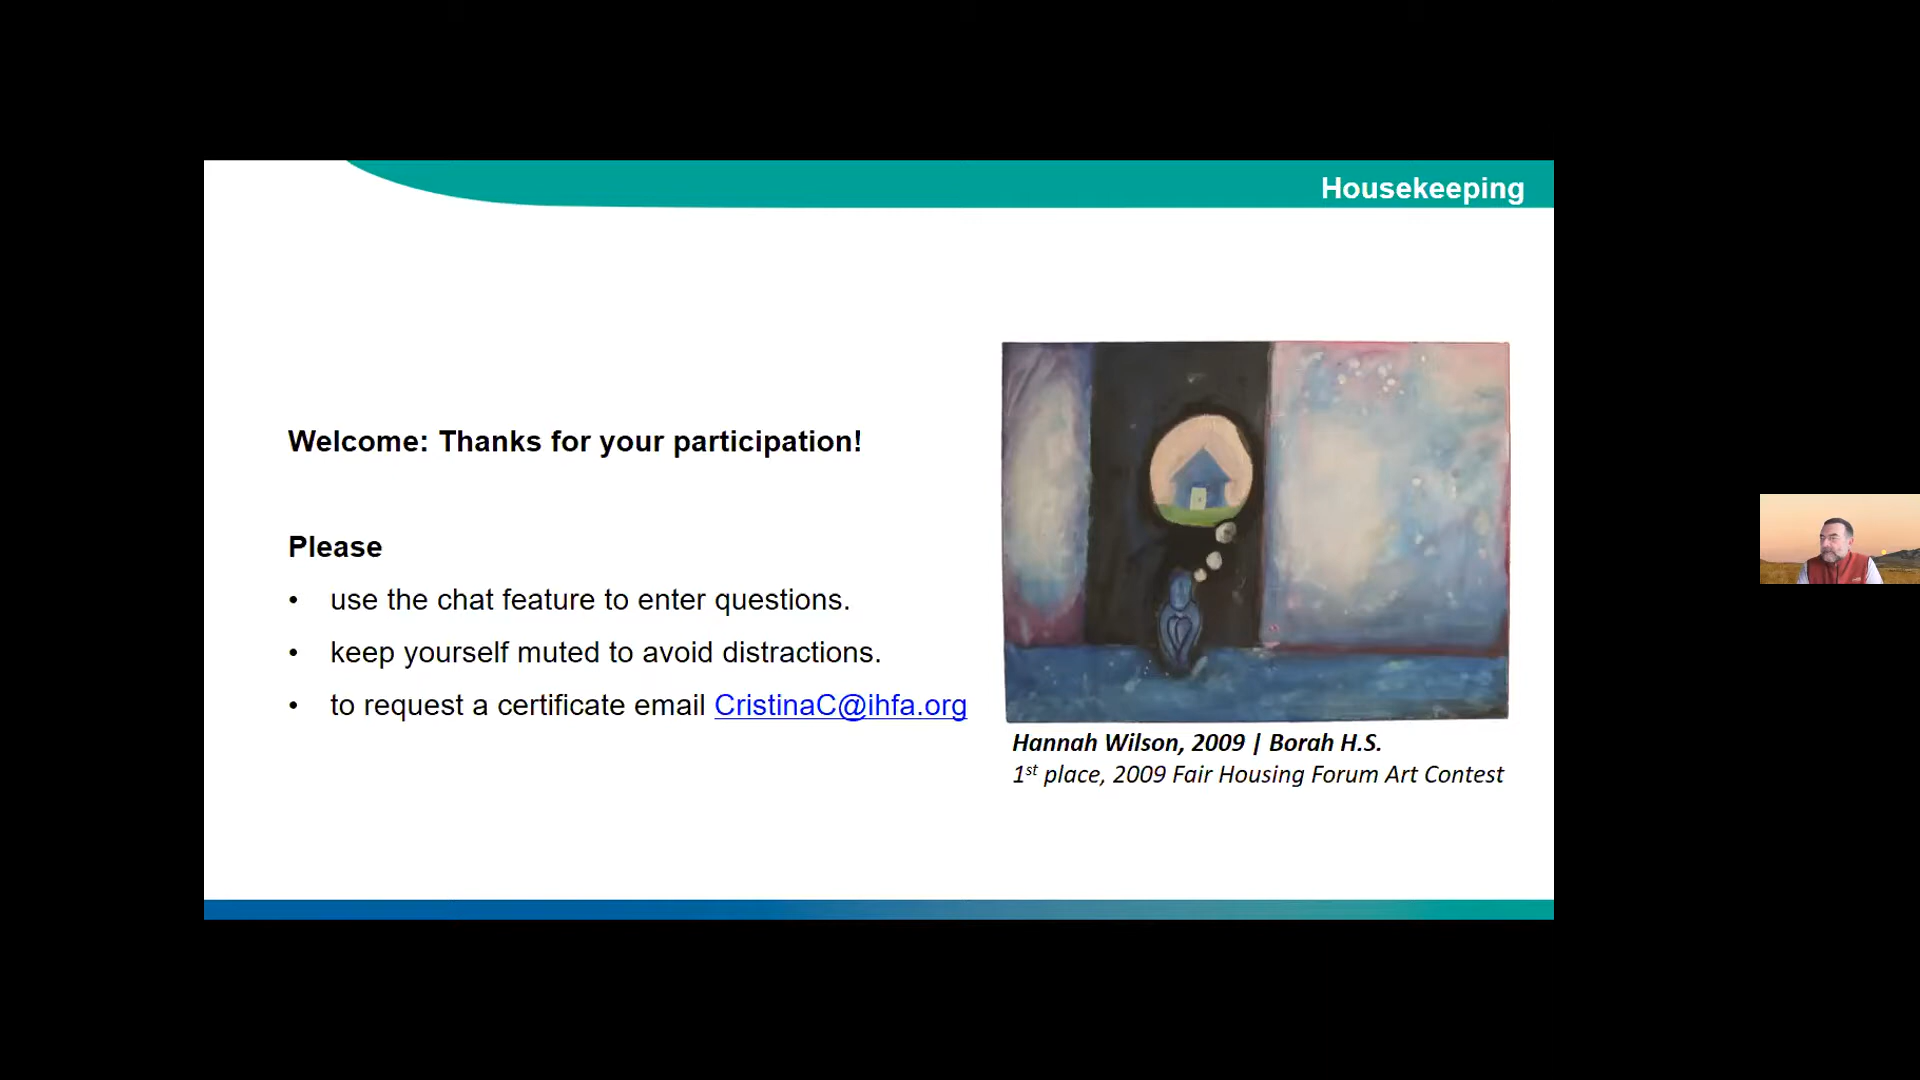 Housekeeping
Welcome: Thanks for your participation!
Please
• use the chat feature to enter questions.
• keep yourself muted to avoid distractions.
• to request a certificate email CristinaC@ihfa.org
Hannah Wilson, 2009 | Borah H.S.
1st place, 2009 Fair Housing Forum Art Contest